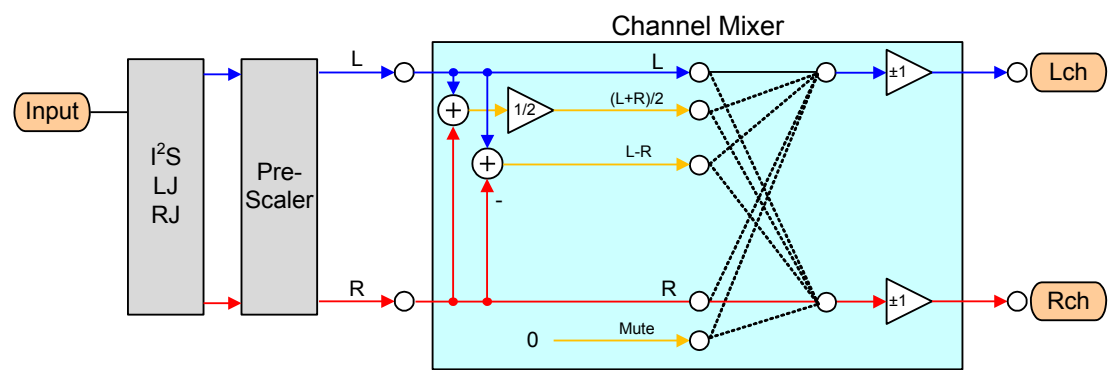 Channel Mixer
Input
I²S
LJ
RJ
Pre-
Scaler
L
R
L
1/2
(L+R)/2
+
+
L-R
-
R
0
Mute
±1
±1
Lch
Rch